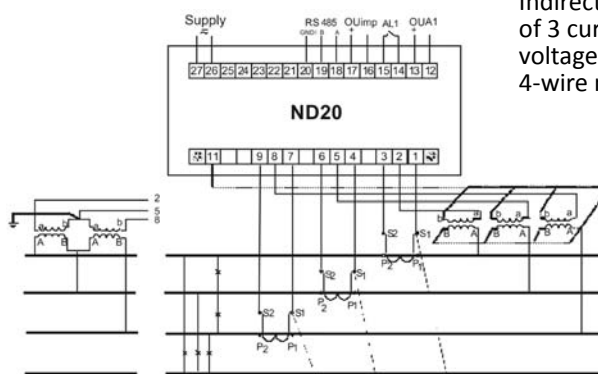 Indirect
of 3 cur
voltage
4-wire r
Supply RS 485 OUimp AL1 OUA1
GND B A + +
27 26 25 24 23 22 21 20 19 18 17 16 15 14 13 12
ND20
11 9 8 7 6 5 4 3 2 1
2
5
8
a b a b
A B A B
b a b a b a
B A B A B A
S2 S1
P2 P1
S2 S1
P2 P1
S2 S1
P2 P1